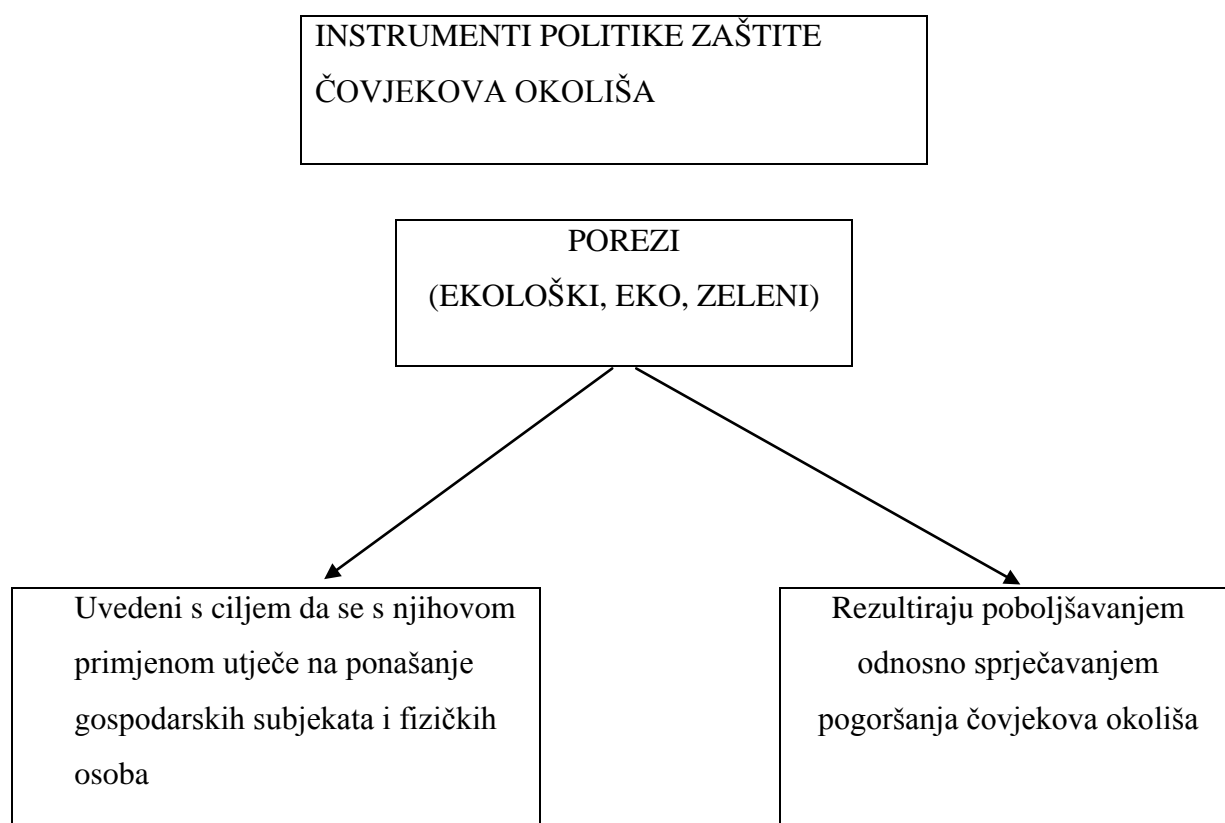 INSTRUMENTI POLITIKE ZAŠTITE
ČOVJEKOVA OKOLIŠA
POREZI
(EKOLOŠKI, EKO, ZELENI)
Uvedeni s ciljem da se s njihovom
primjenom utječe na ponašanje
gospodarskih subjekata i fizičkih
osoba
Rezultiraju poboljšavanjem
odnosno sprječavanjem
pogoršanja čovjekova okoliša